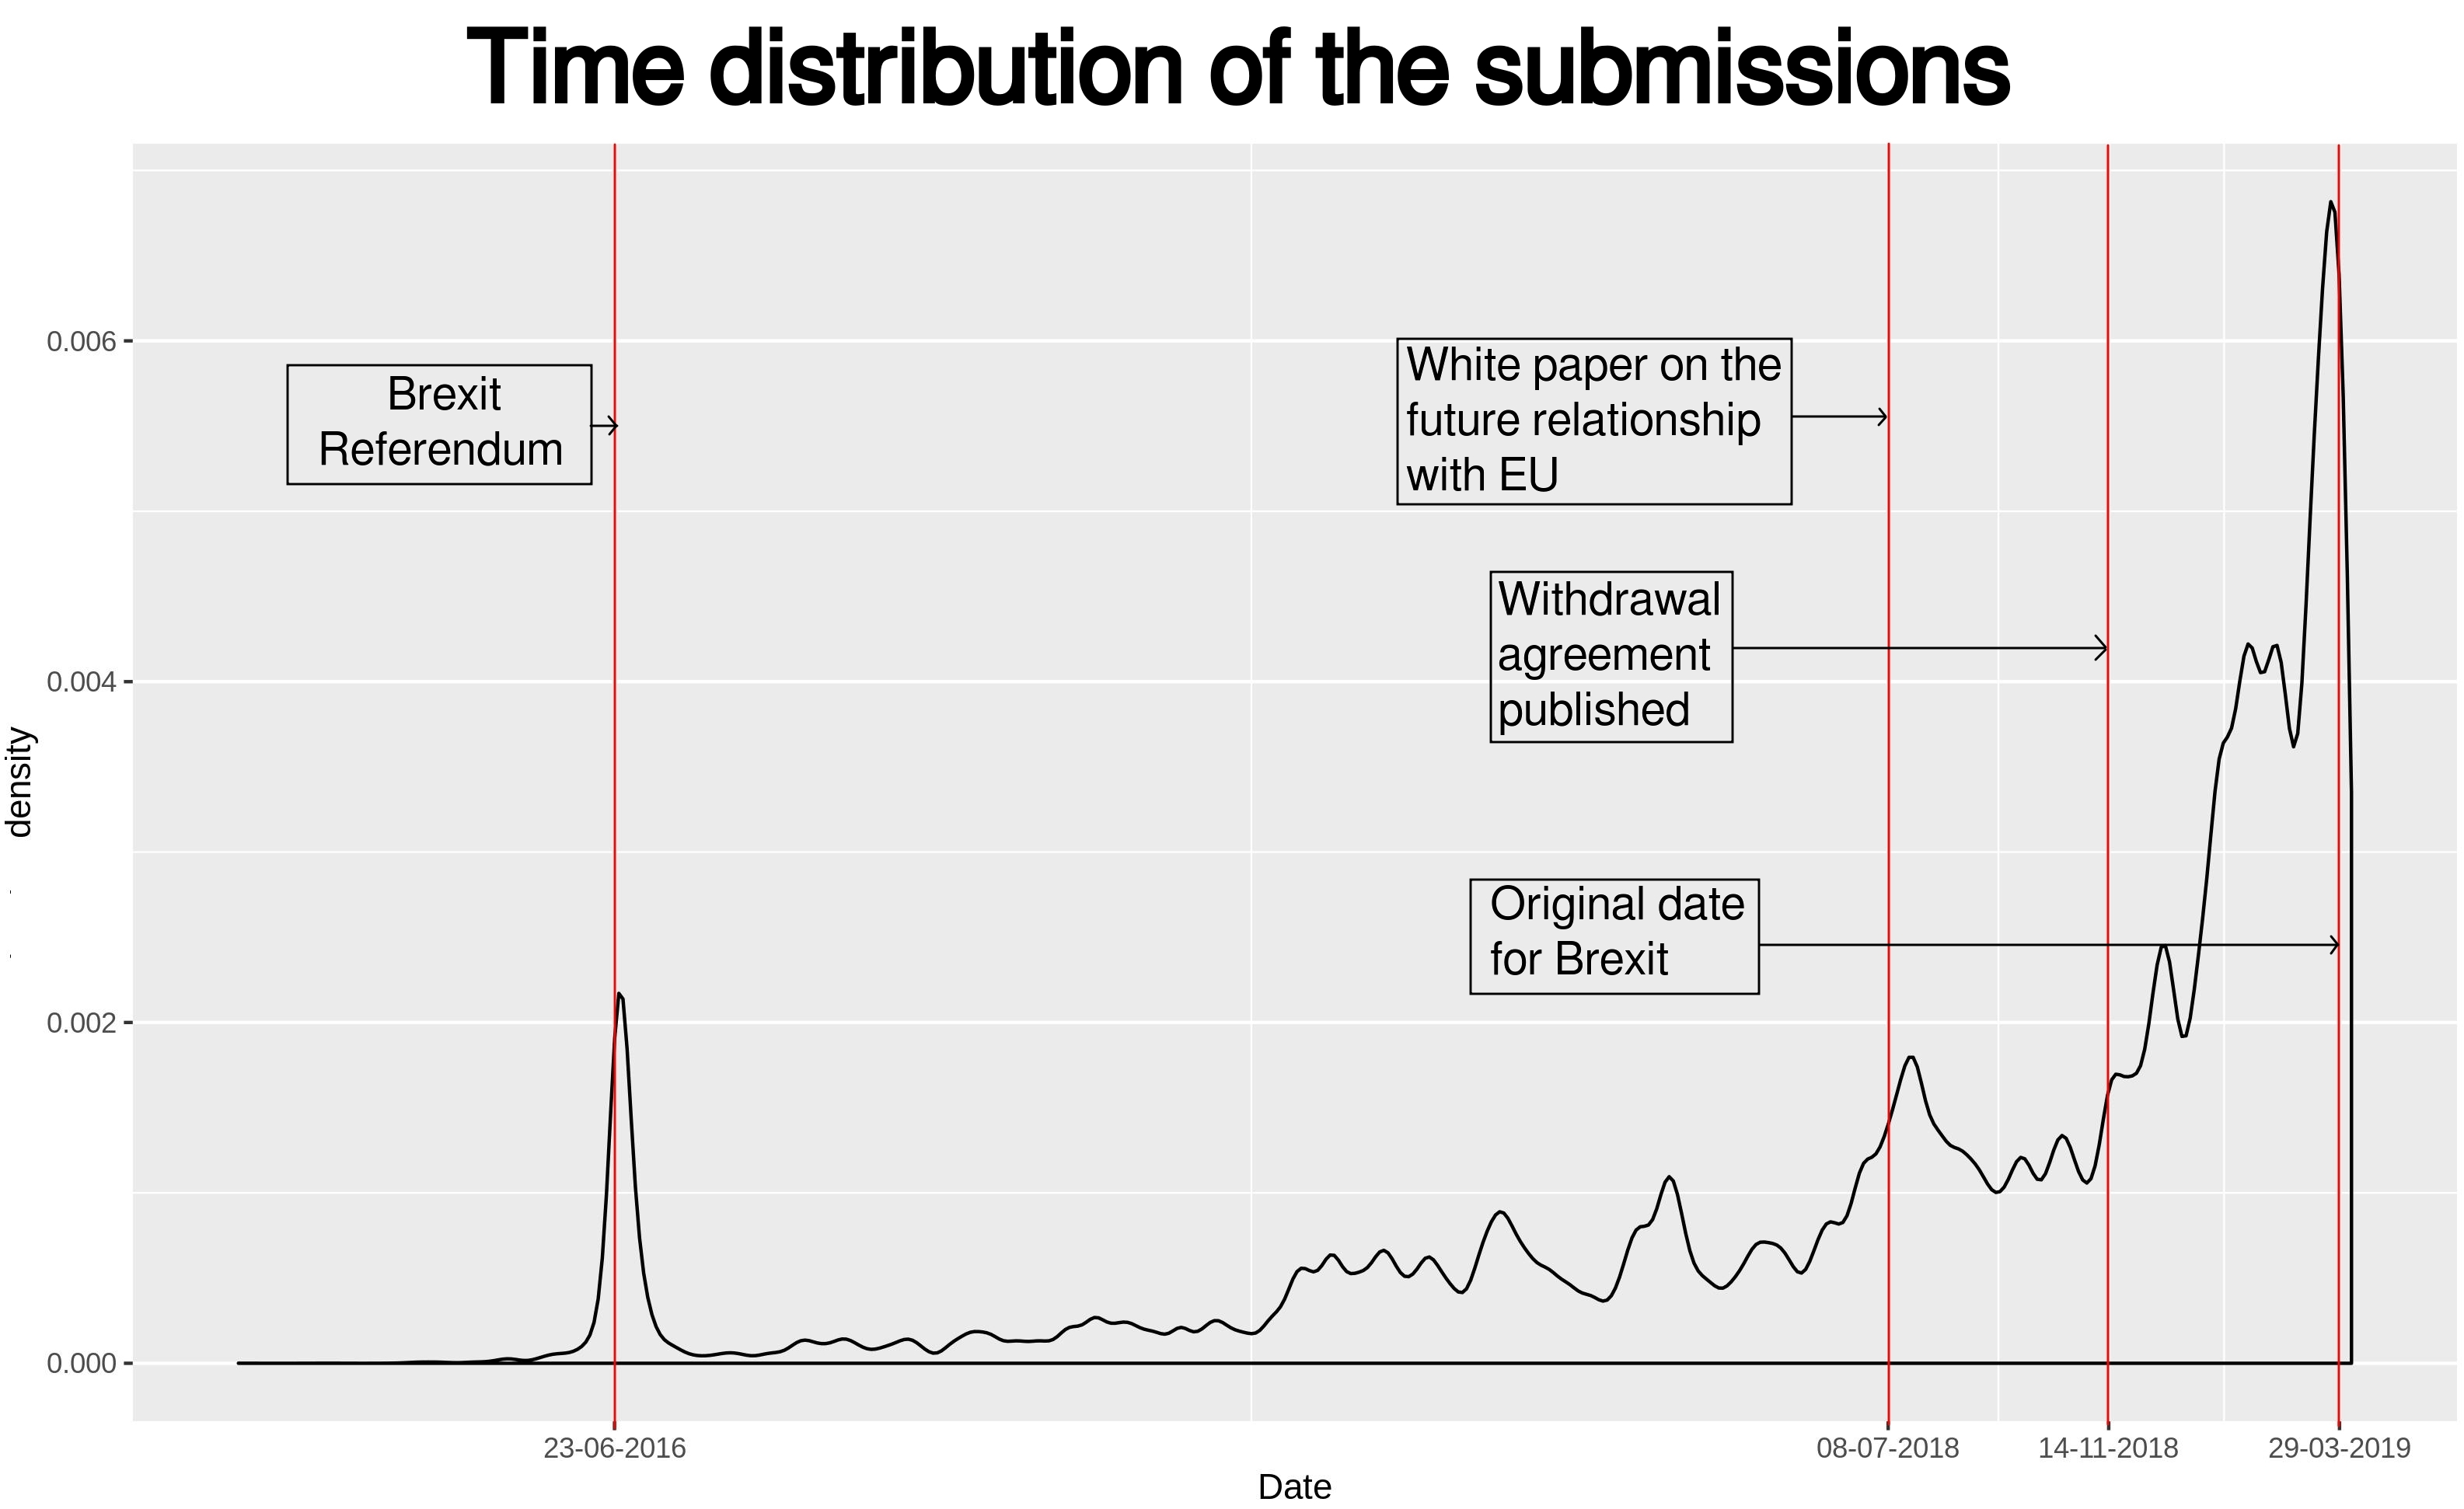 Time distribution of the submissions
0.006
0.004
0.002
0.000
density
Brexit
Referendum
White paper on the
future relationship
with EU
Withdrawal
agreement
published
Original date
for Brexit
23-06-2016
08-07-2018
14-11-2018
29-03-2019
Date